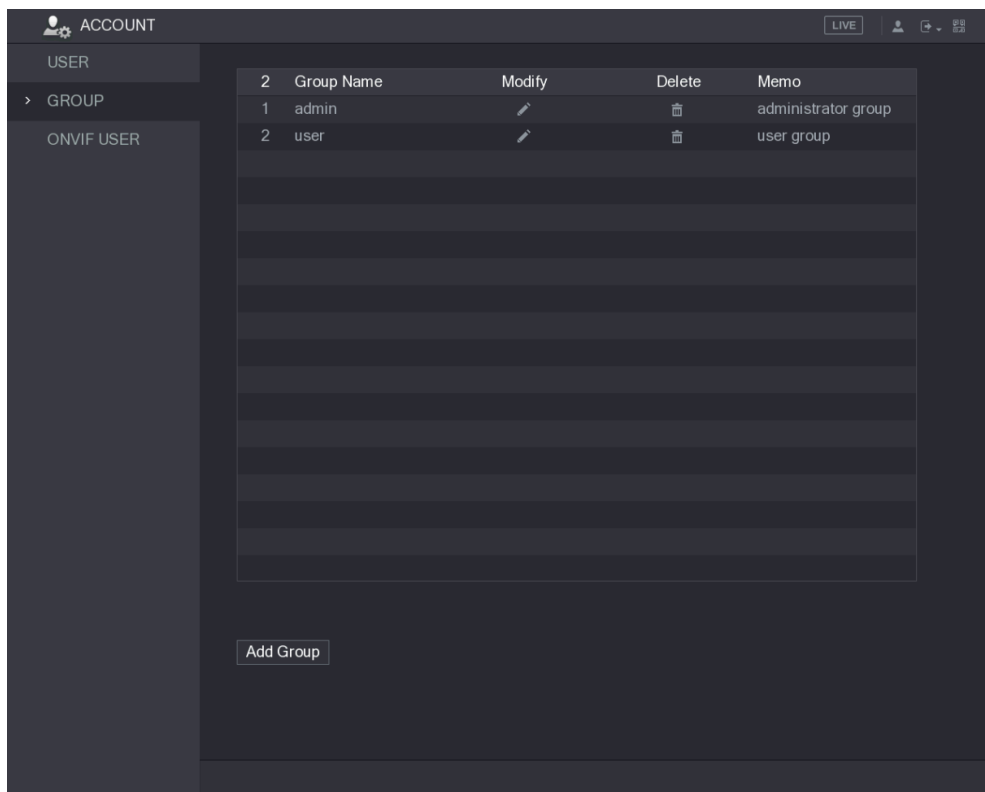 ACCOUNT LIVE
USER
GROUP
ONVIF USER
2 Group Name Modify Delete Memo
1 admin administrator group
2 user user group
Add Group